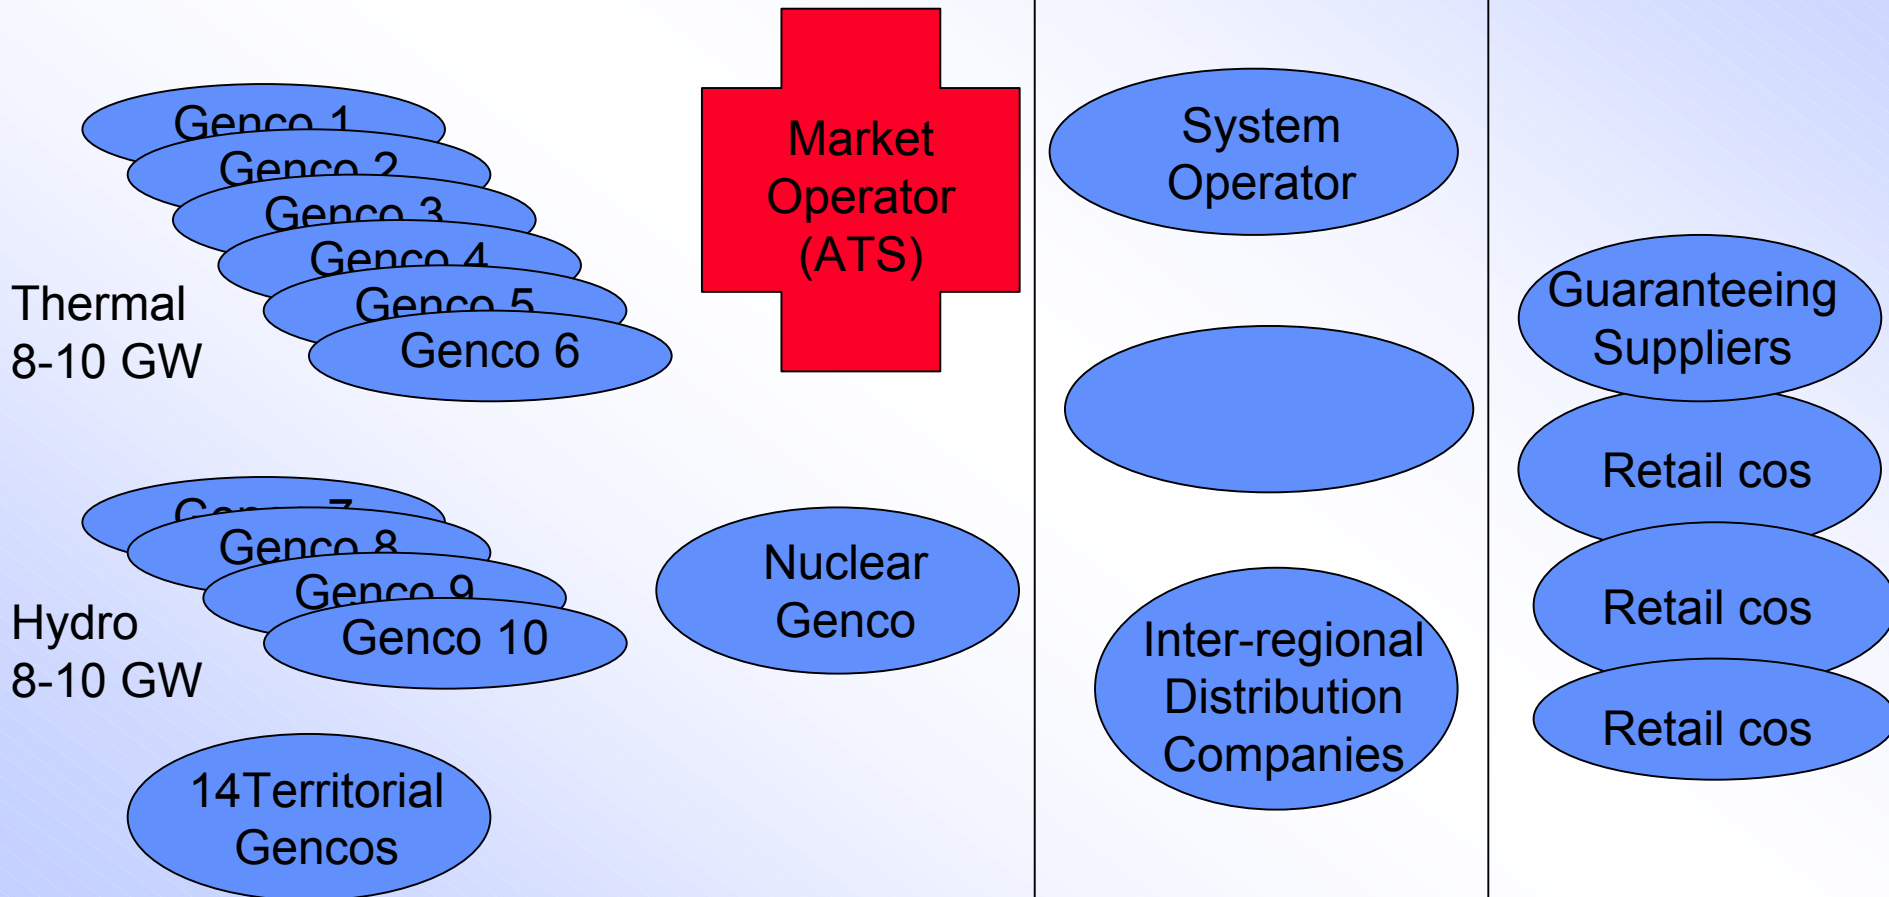 Genco 1
Genco 2
Genco 3
Genco 4
Genco 5
Genco 6
Thermal
8-10 GW
Market
Operator
(ATS)
Genco 7
Genco 8
Genco 9
Genco 10
Hydro
8-10 GW
Nuclear
Genco
14Territorial
Gencos
System
Operator
Inter-regional
Distribution
Companies
Guaranteeing
Suppliers
Retail cos
Retail cos
Retail cos